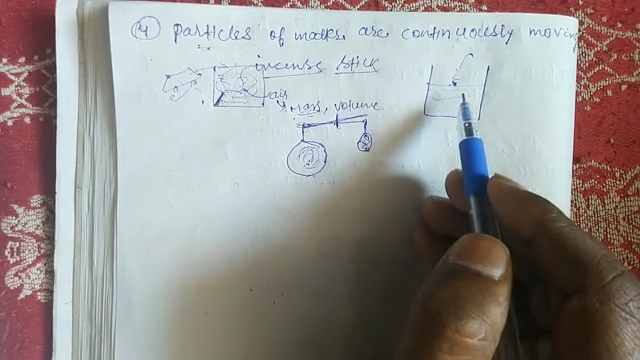 ④ Particles of matter are continuously moving
incense stick
air
mass, volume